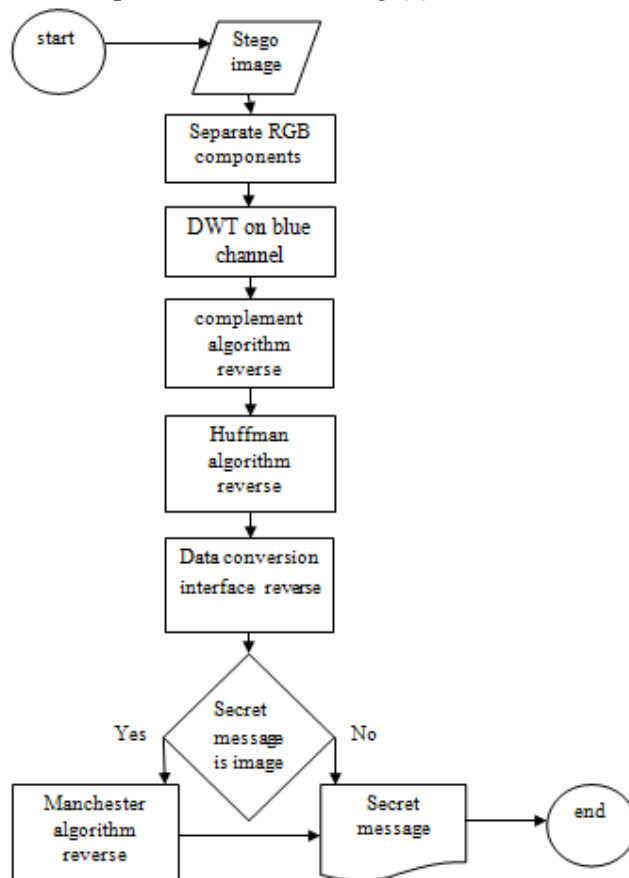 start
Stego
image
Separate RGB
components
DWT on blue
channel
complement
algorithm
reverse
Huffman
algorithm
reverse
Data conversion
interface reverse
Secret
message
is image
Yes
No
Manchester
algorithm
reverse
Secret
message
end